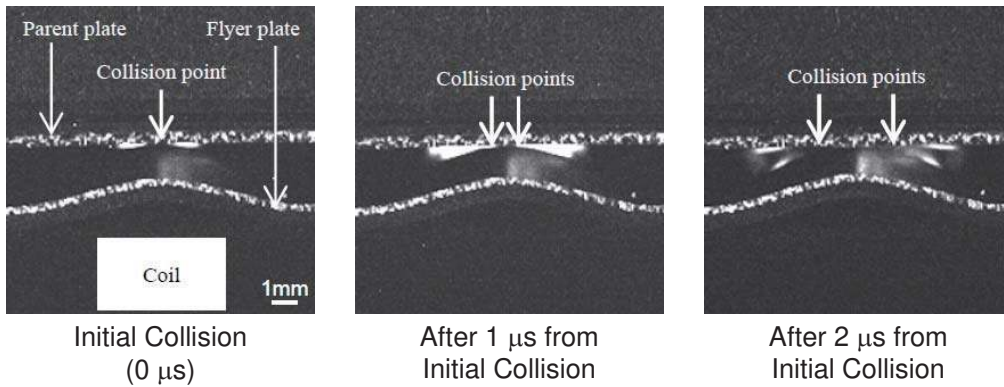 Parent plate
Flyer plate
Collision point
Coil
1mm
Initial Collision
(0 μs)
Collision points
After 1 μs from
Initial Collision
Collision points
After 2 μs from
Initial Collision